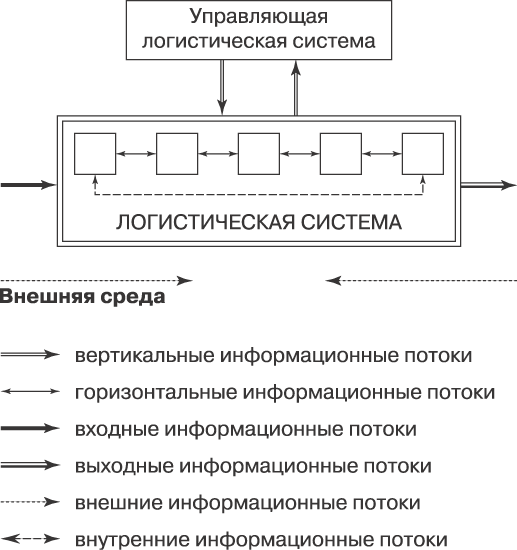 Управляющая
логистическая система
ЛОГИСТИЧЕСКАЯ СИСТЕМА
Внешняя среда
вертикальные информационные потоки
горизонтальные информационные потоки
входные информационные потоки
выходные информационные потоки
внешние информационные потоки
внутренние информационные потоки